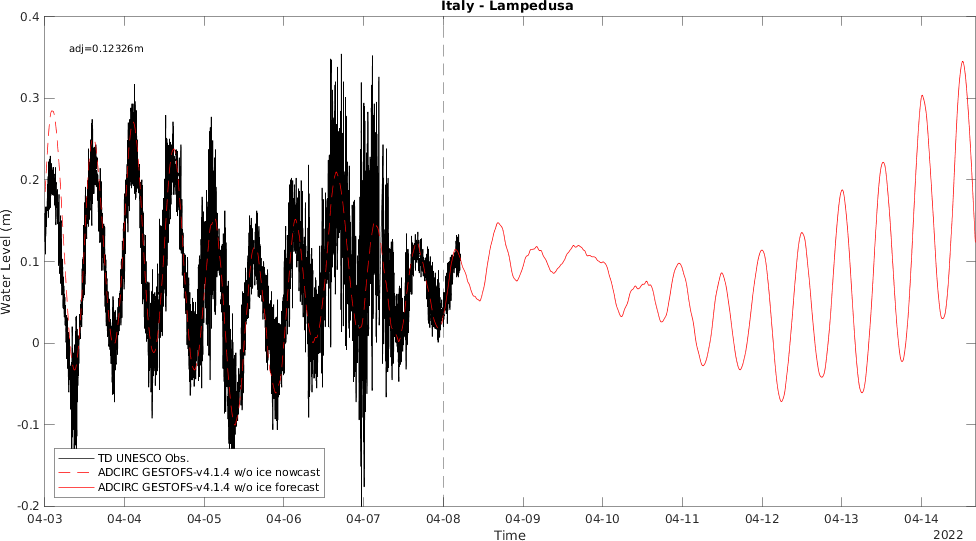 Italy - Lampedusa
adj=0.12326m
Water Level (m)
0.4
0.3
0.2
0.1
0
-0.1
-0.2
TD UNESCO Obs.
ADCIRC GESTOFS-v4.1.4 w/o ice nowcast
ADCIRC GESTOFS-v4.1.4 w/o ice forecast
04-03 04-04 04-05 04-06 04-07 04-08 04-09 04-10 04-11 04-12 04-13 04-14
Time
2022